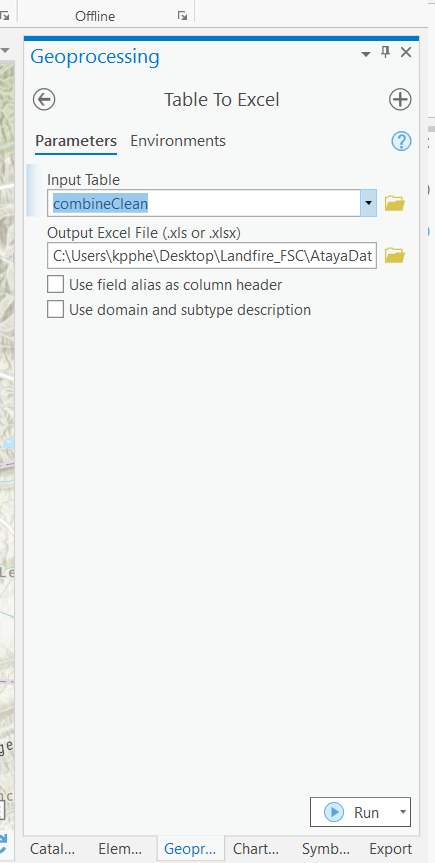 Offline
Geoprocessing
Table To Excel
Parameters Environments
Input Table
combineClean
Output Excel File (.xls or .xlsx)
C:\Users\kpphe\Desktop\Landfire_FSC\AtayaDat
Use field alias as column header
Use domain and subtype description
Run
Catal... Elem... Geopr... Chart... Symb... Export